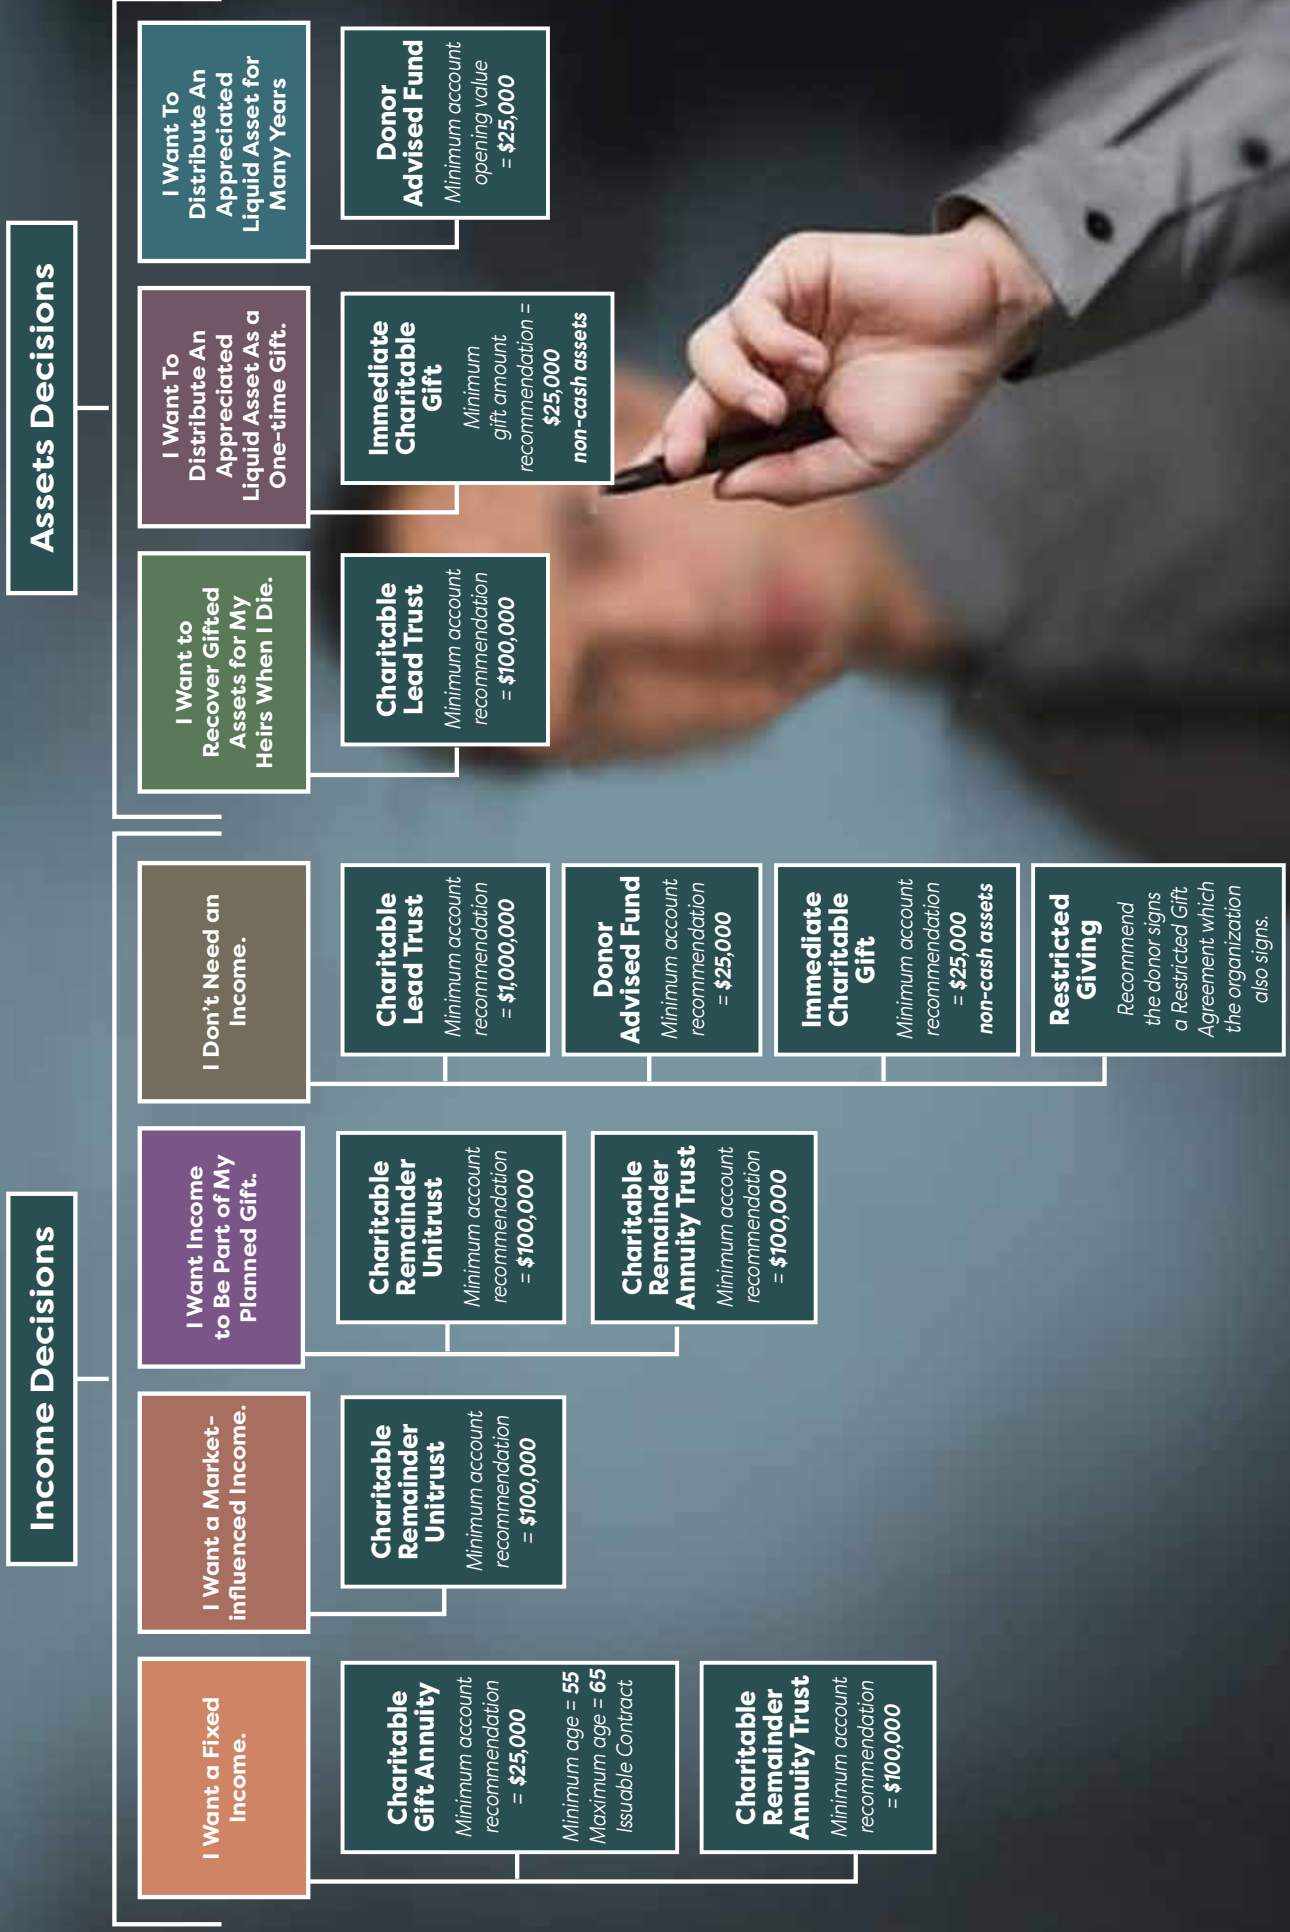 Income Decisions
I Want a Fixed
Income.
Charitable
Gift Annuity
Minimum account
recommendation
= $25,000
Minimum age = 55
Maximum age = 65
Issuable Contract
Charitable
Remainder
Annuity Trust
Minimum account
recommendation
= $100,000
I Want a Market-
influenced Income.
Charitable
Remainder
Unitrust
Minimum account
recommendation
= $100,000
I Want Income
to Be Part of My
Planned Gift.
Charitable
Remainder
Unitrust
Minimum account
recommendation
= $100,000
Charitable
Remainder
Annuity Trust
Minimum account
recommendation
= $100,000
I Don't Need an
Income.
Charitable
Lead Trust
Minimum account
recommendation
= $1,000,000
Donor
Advised Fund
Minimum account
recommendation
= $25,000
Immediate
Charitable
Gift
Minimum account
recommendation
= $25,000
non-cash assets
Restricted
Giving
Recommend
the donor signs
a Restricted Gift
Agreement which
the organization
also signs.
Assets Decisions
I Want to
Recover Gifted
Assets for My
Heirs When I Die.
Charitable
Lead Trust
Minimum account
recommendation
= $100,000
I Want To
Distribute An
Appreciated
Liquid Asset As a
One-time Gift.
Immediate
Charitable
Gift
Minimum
gift amount
recommendation =
$25,000
non-cash assets
I Want To
Distribute An
Appreciated
Liquid Asset for
Many Years
Donor
Advised Fund
Minimum account
opening value
= $25,000